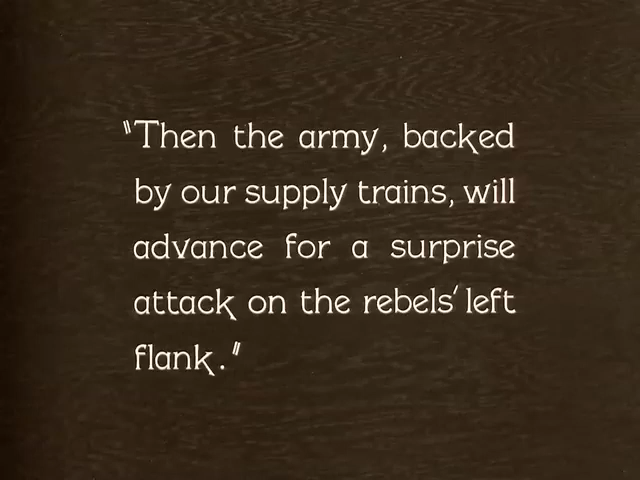 "Then the army, backed
by our supply trains, will
advance for a surprise
attack on the rebels' left
flank."